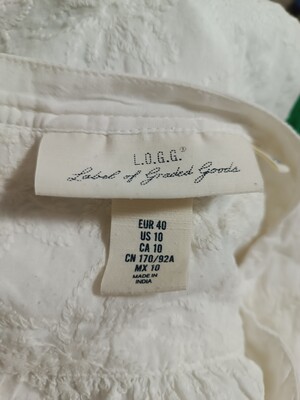 L.O.G.G.®
Label of Graded Goods
EUR 40
US 10
CA 10
CN 170/92A
MX 10
MADE IN
INDIA